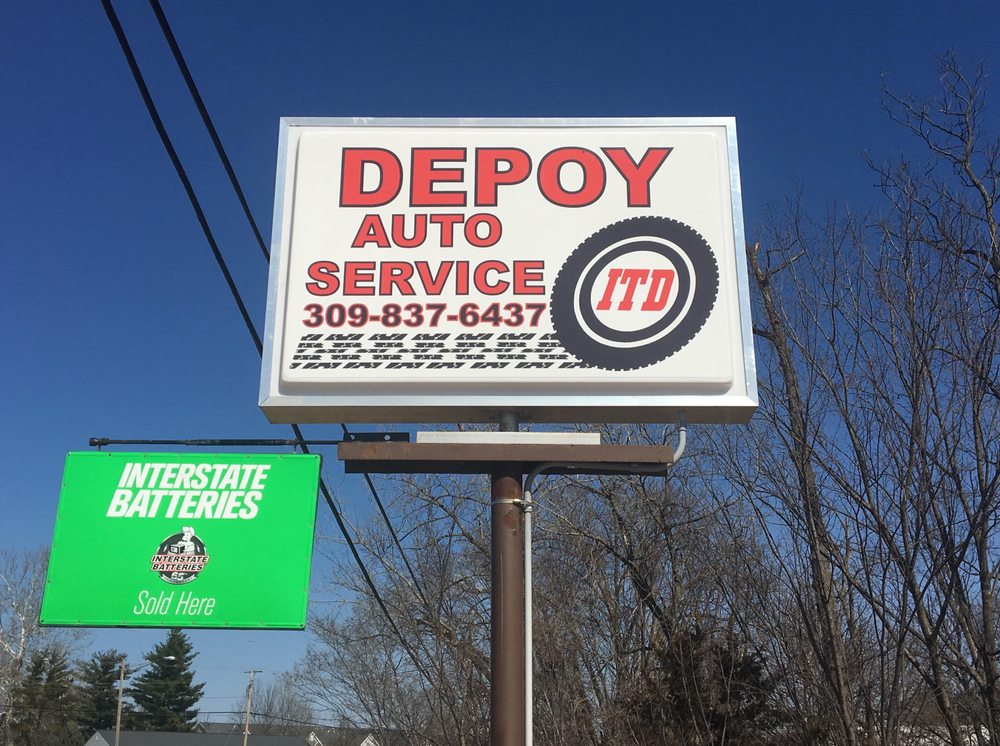 DEPOY
AUTO
SERVICE
309-837-6437
ITD
INTERSTATE
BATTERIES
INTERSTATE
BATTERIES
Sold Here